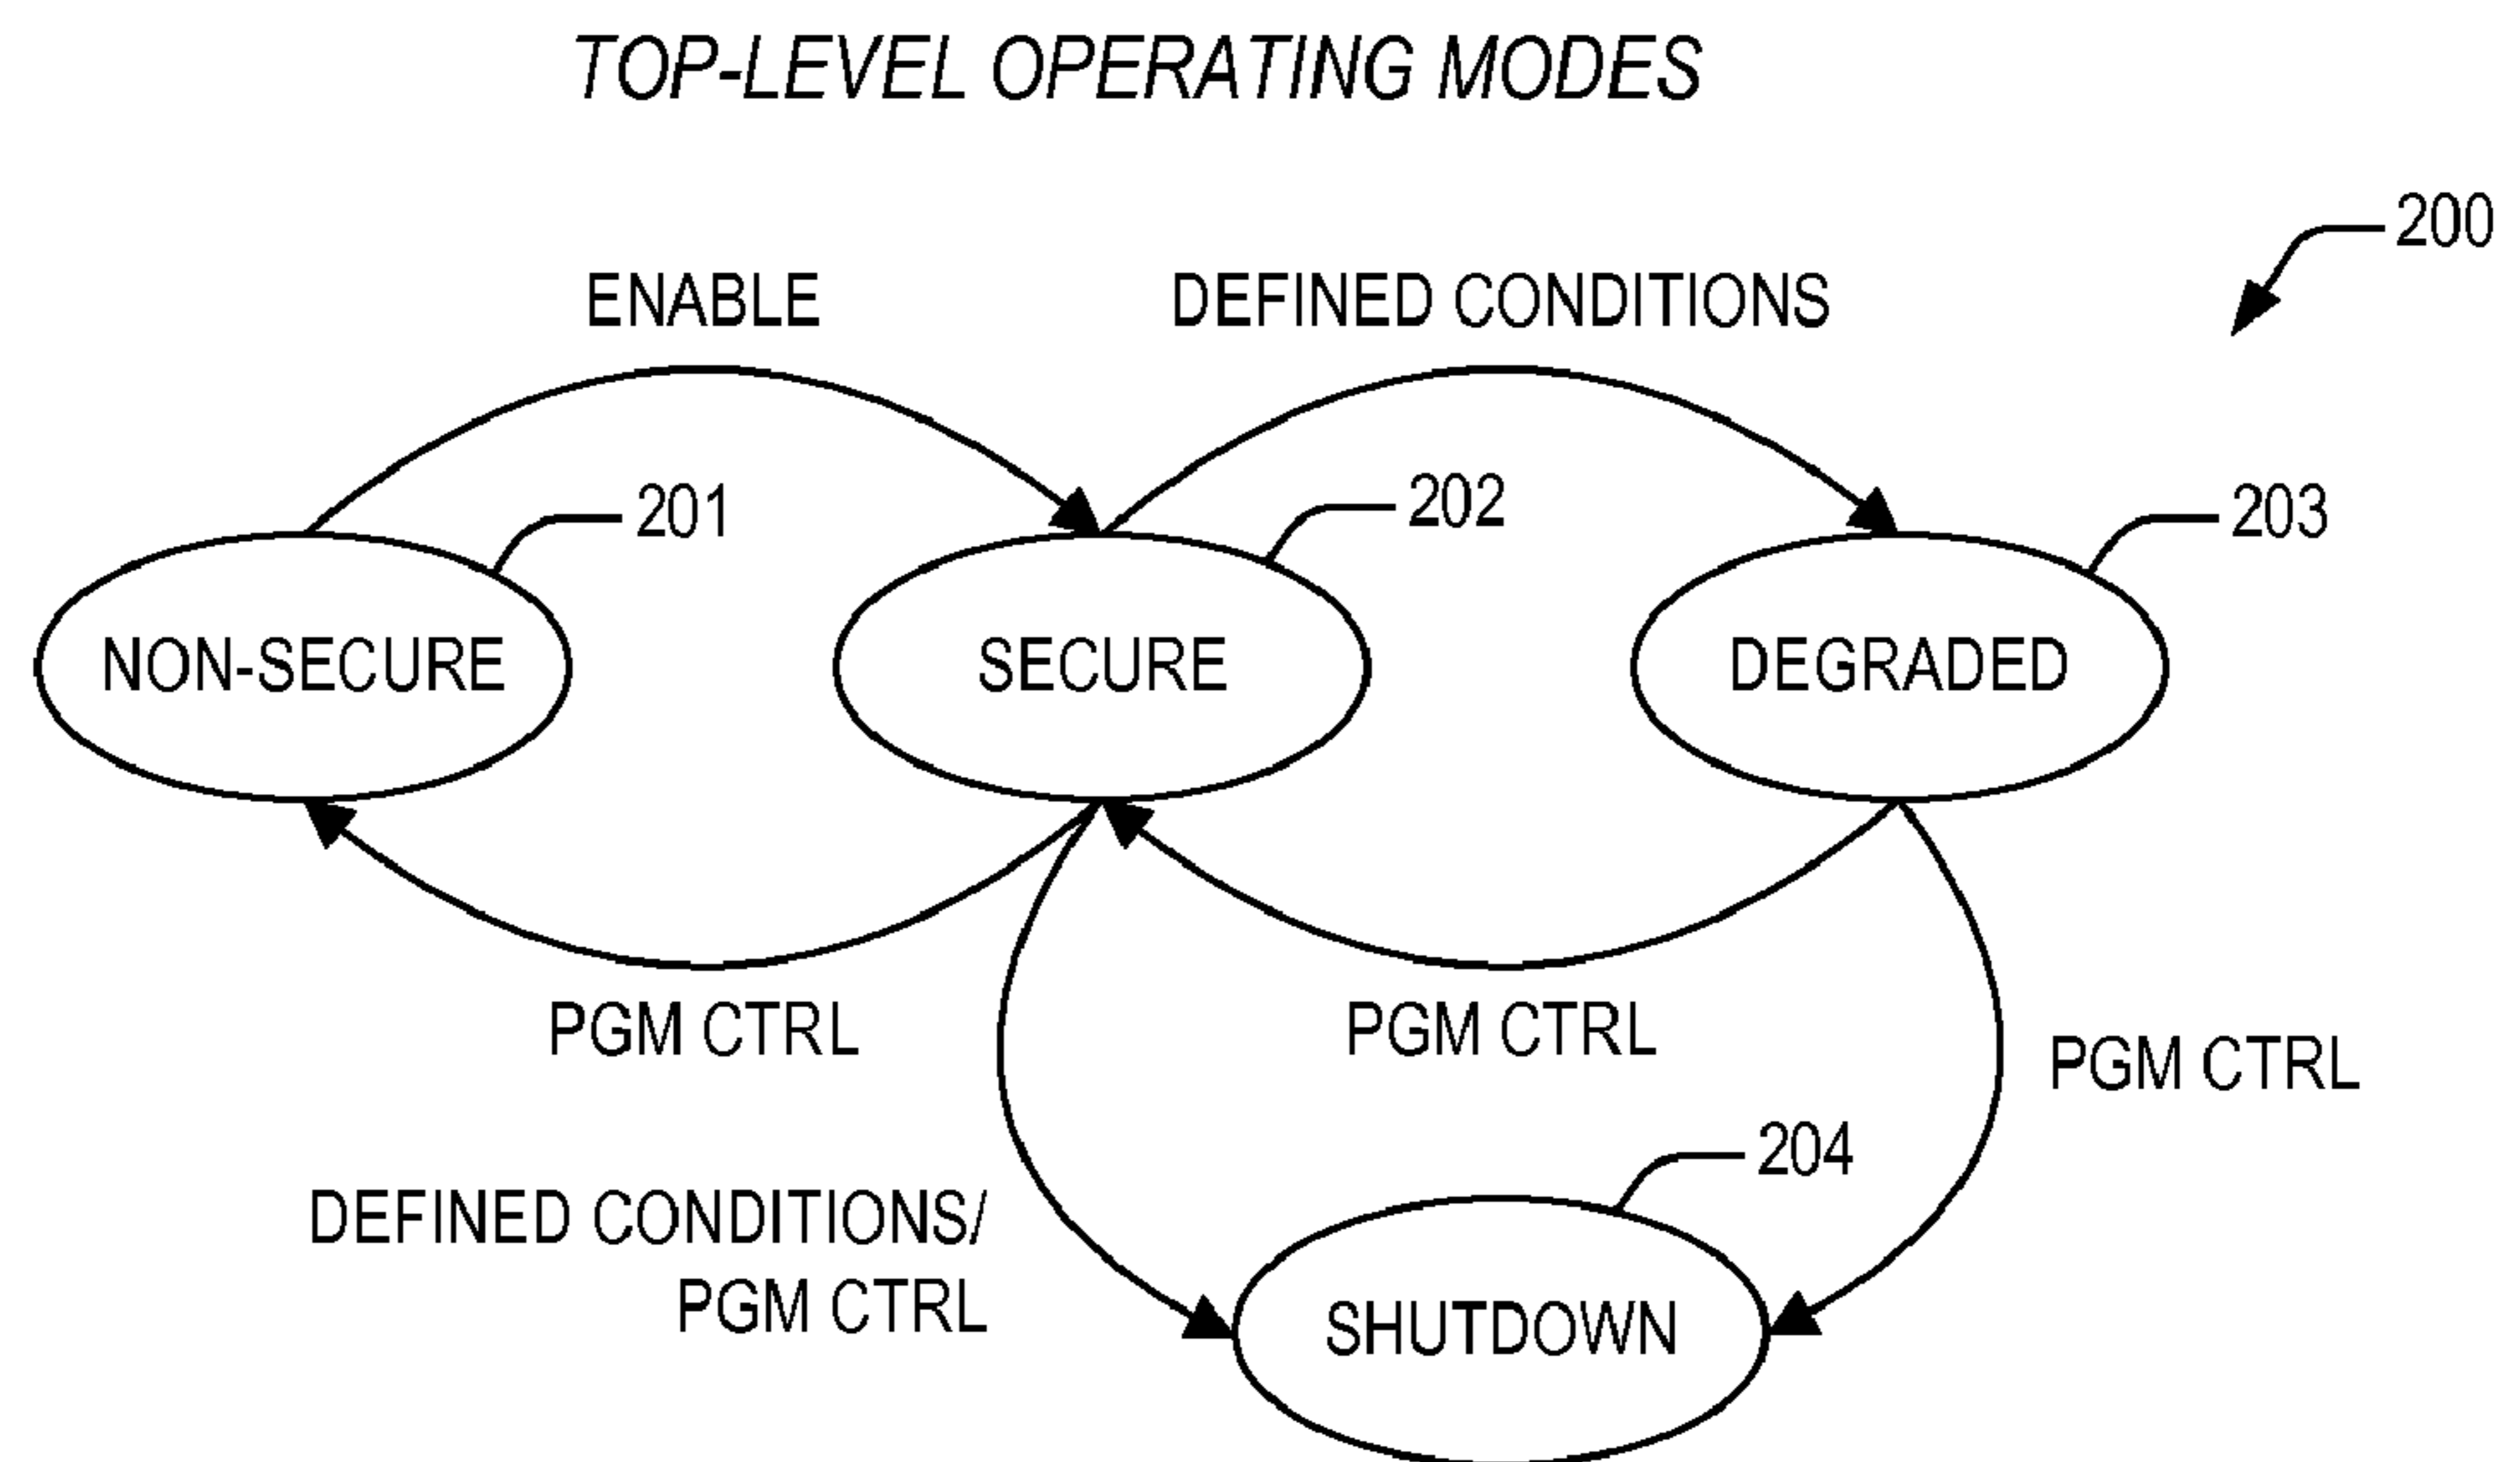 TOP-LEVEL OPERATING MODES
200
ENABLE
DEFINED CONDITIONS
201
202
203
NON-SECURE
SECURE
DEGRADED
PGM CTRL
PGM CTRL
PGM CTRL
204
DEFINED CONDITIONS/
PGM CTRL
SHUTDOWN